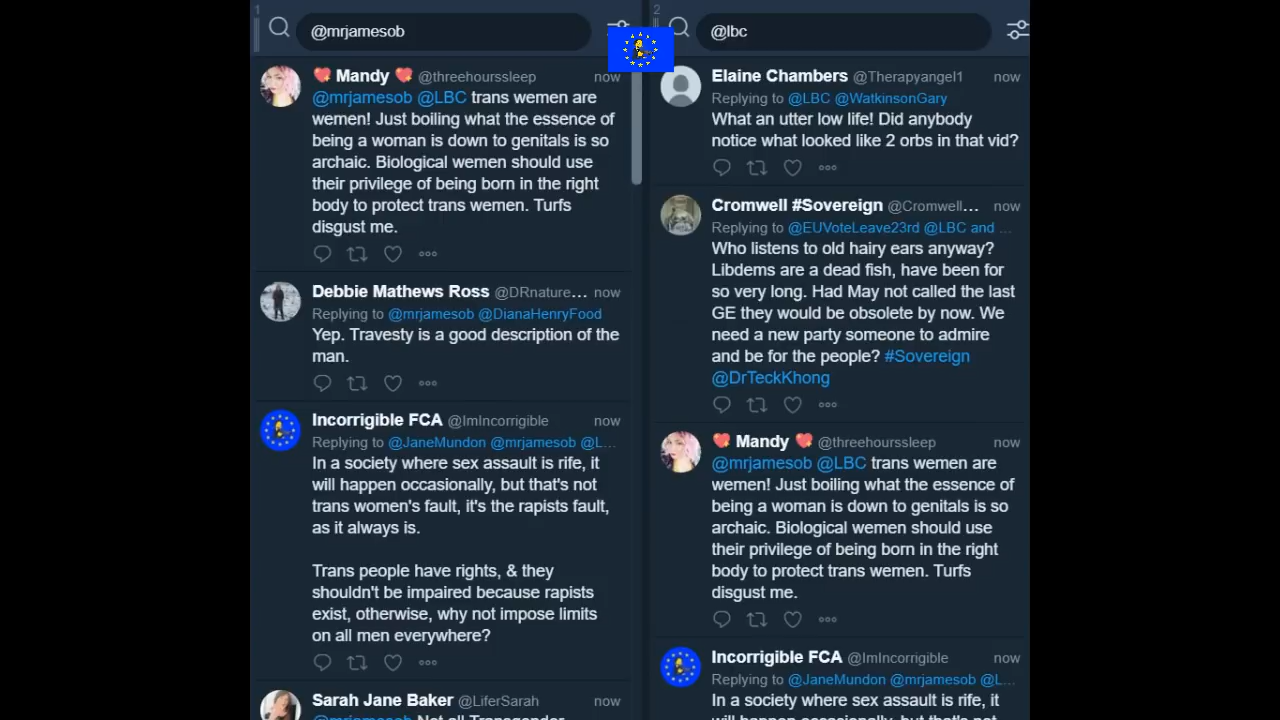 1
@mrjamesob
💖 Mandy 💖 @threehourssleep now
@mrjamesob @LBC trans women are
women! Just boiling what the essence of
being a woman is down to genitals is so
archaic. Biological women should use
their privilege of being born in the right
body to protect trans women. Turfs
disgust me.
Debbie Mathews Ross @DRnature... now
Replying to @mrjamesob @DianaHenryFood
Yep. Travesty is a good description of the
man.
Incorrigible FCA @ImIncorrigible now
Replying to @JaneMundon @mrjamesob @L...
In a society where sex assault is rife, it
will happen occasionally, but that's not
trans women's fault, it's the rapists fault,
as it always is.
Trans people have rights, & they
shouldn't be impaired because rapists
exist, otherwise, why not impose limits
on all men everywhere?
Sarah Jane Baker @LiferSarah now
@mrjamesob Not all Transgender
2
@lbc
Elaine Chambers @Therapyangel1 now
Replying to @LBC @WatkinsonGary
What an utter low life! Did anybody
notice what looked like 2 orbs in that vid?
Cromwell #Sovereign @Cromwell... now
Replying to @EUVoteLeave23rd @LBC and ...
Who listens to old hairy ears anyway?
Libdems are a dead fish, have been for
so very long. Had May not called the last
GE they would be obsolete by now. We
need a new party someone to admire
and be for the people? #Sovereign
@DrTeckKhong
💖 Mandy 💖 @threehourssleep now
@mrjamesob @LBC trans women are
women! Just boiling what the essence of
being a woman is down to genitals is so
archaic. Biological women should use
their privilege of being born in the right
body to protect trans women. Turfs
disgust me.
Incorrigible FCA @ImIncorrigible now
Replying to @JaneMundon @mrjamesob @L...
In a society where sex assault is rife, it
will happen occasionally, but that's not